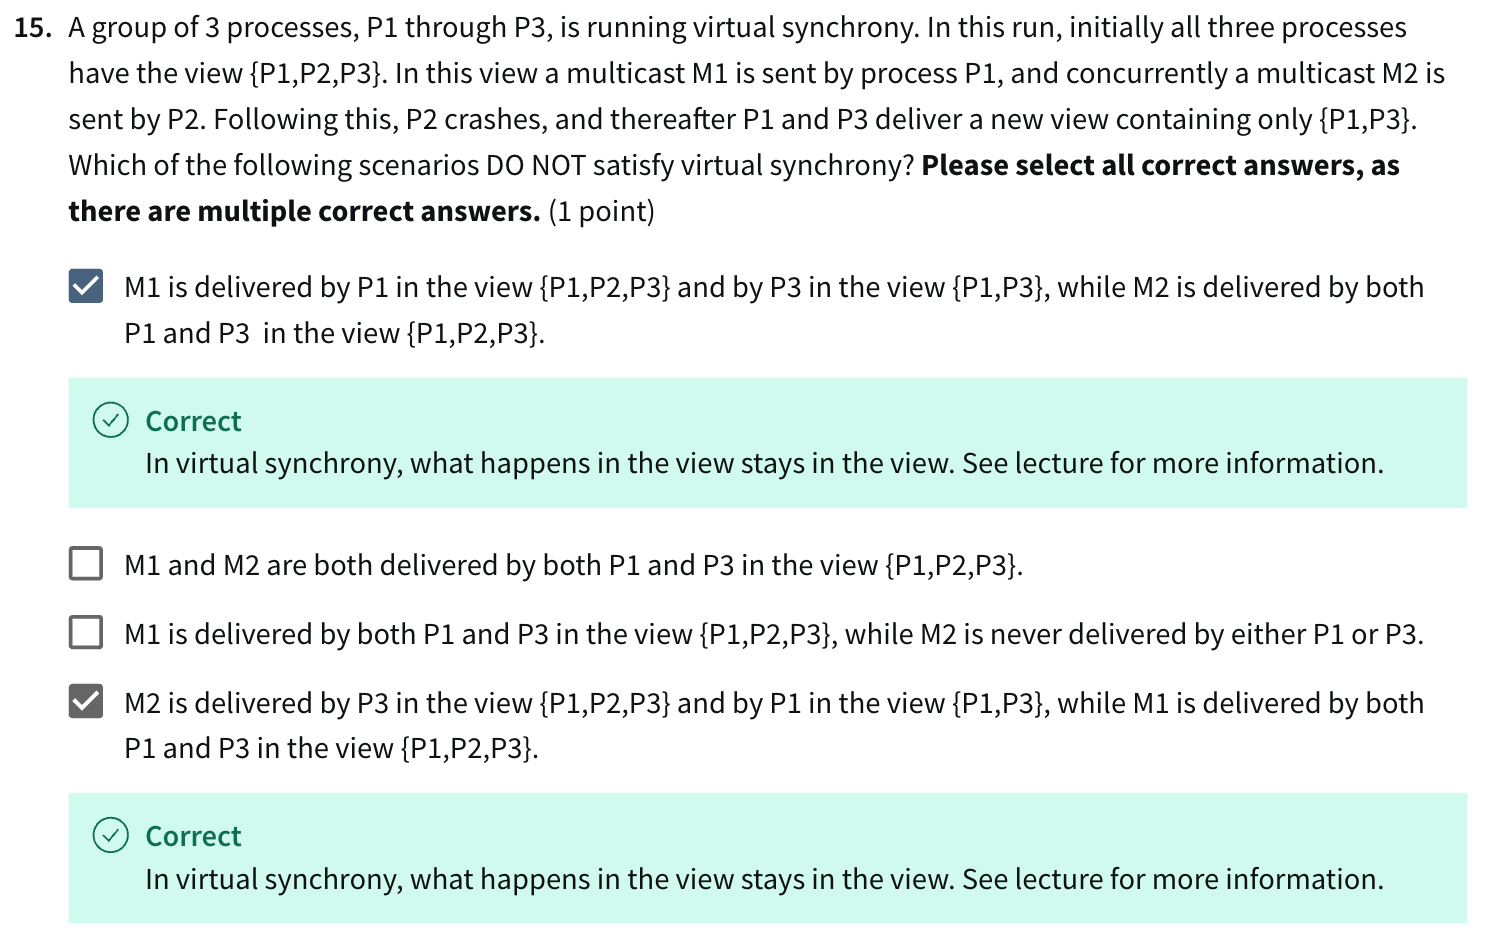 15. A group of 3 processes, P1 through P3, is running virtual synchrony. In this run, initially all three processes
have the view {P1,P2,P3}. In this view a multicast M1 is sent by process P1, and concurrently a multicast M2 is
sent by P2. Following this, P2 crashes, and thereafter P1 and P3 deliver a new view containing only {P1,P3}.
Which of the following scenarios DO NOT satisfy virtual synchrony? Please select all correct answers, as
there are multiple correct answers. (1 point)
M1 is delivered by P1 in the view {P1,P2,P3} and by P3 in the view {P1,P3}, while M2 is delivered by both
P1 and P3 in the view {P1,P2,P3}.
Correct
In virtual synchrony, what happens in the view stays in the view. See lecture for more information.
M1 and M2 are both delivered by both P1 and P3 in the view {P1,P2,P3}.
M1 is delivered by both P1 and P3 in the view {P1,P2,P3}, while M2 is never delivered by either P1 or P3.
M2 is delivered by P3 in the view {P1,P2,P3} and by P1 in the view {P1,P3}, while M1 is delivered by both
P1 and P3 in the view {P1,P2,P3}.
Correct
In virtual synchrony, what happens in the view stays in the view. See lecture for more information.